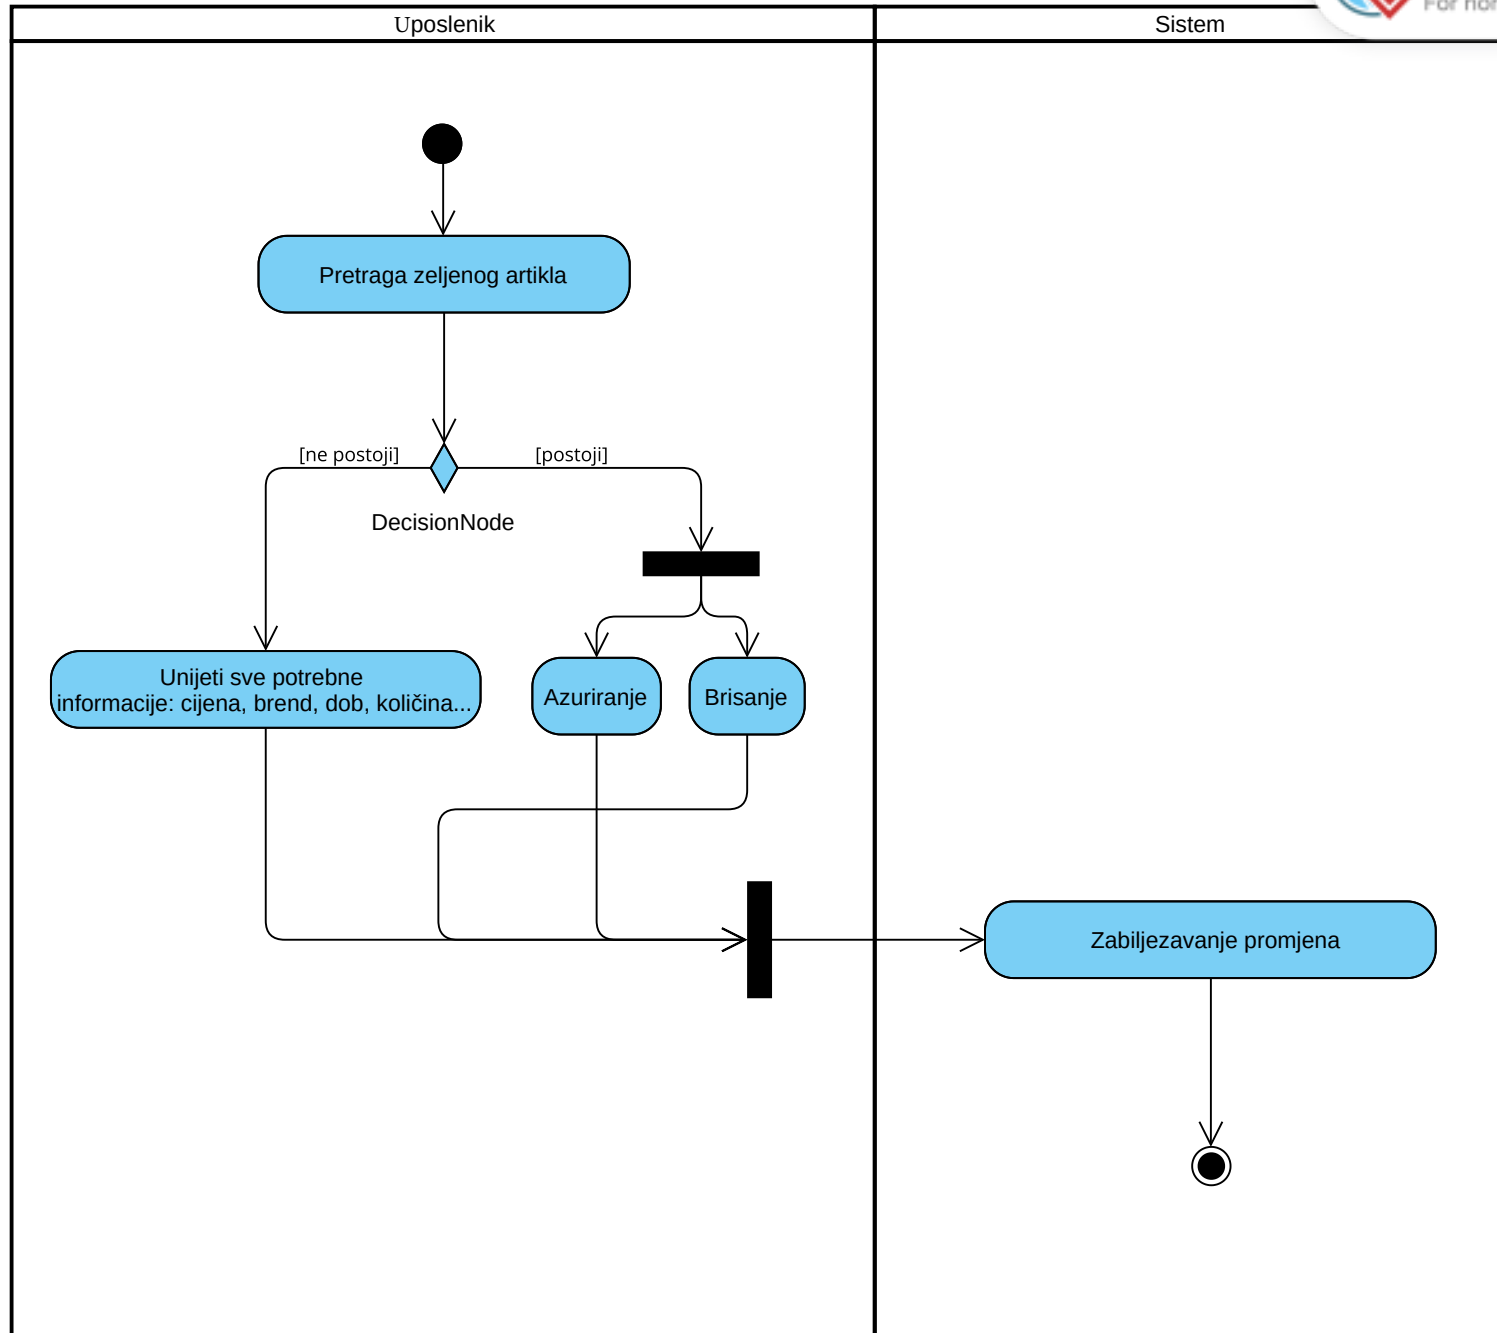 Uposlenik
Sistem
For
Pretraga zeljenog artikla
[ne postoji]
[postoji]
DecisionNode
Unijeti sve potrebne
informacije: cijena, brend, dob, količina...
Azuriranje
Brisanje
Zabiljezavanje promjena